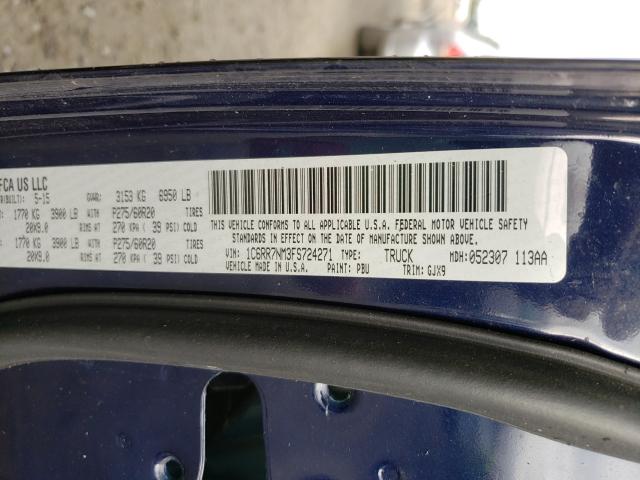 FCA US LLC
5-15 GVWR: 3153 KG 6950 LB
1770 KG 3900 LB WITH P275/60R20 TIRES
20X9.0 RIMS AT 270 KPA ( 39 PSI) COLD
1770 KG 3900 LB WITH P275/60R20 TIRES
20X9.0 RIMS AT 270 KPA ( 39 PSI) COLD
THIS VEHICLE CONFORMS TO ALL APPLICABLE U.S.A. FEDERAL MOTOR VEHICLE SAFETY
STANDARDS IN EFFECT ON THE DATE OF MANUFACTURE SHOWN ABOVE.
VIN: 1C6RR7NM3FS724271 TYPE: TRUCK MDH:052307 113AA
VEHICLE MADE IN U.S.A. PAINT: PBU TRIM: GJX9